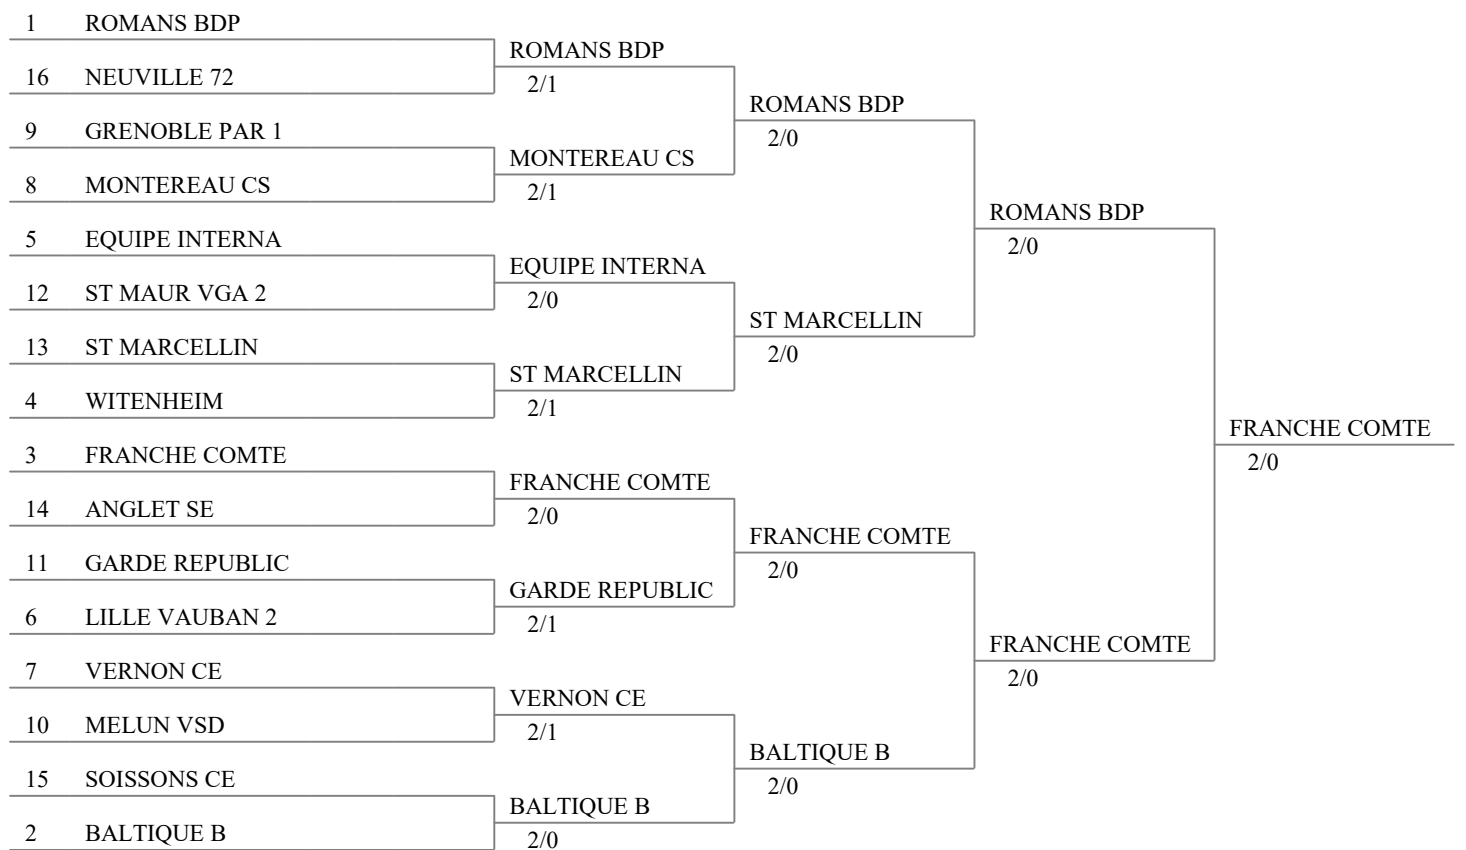 1 ROMANS BDP
16 NEUVILLE 72
9 GRENOBLE PAR 1
8 MONTEREAU CS
5 EQUIPE INTERNA
12 ST MAUR VGA 2
13 ST MARCELLIN
4 WITENHEIM
3 FRANCHE COMTE
14 ANGLET SE
11 GARDE REPUBLIC
6 LILLE VAUBAN 2
7 VERNON CE
10 MELUN VSD
15 SOISSONS CE
2 BALTIQUE B
ROMANS BDP
2/1
MONTEREAU CS
2/1
EQUIPE INTERNA
2/0
ST MARCELLIN
2/1
FRANCHE COMTE
2/0
GARDE REPUBLIC
2/1
VERNON CE
2/1
BALTIQUE B
2/0
ROMANS BDP
2/0
ST MARCELLIN
2/0
FRANCHE COMTE
2/0
BALTIQUE B
2/0
ROMANS BDP
2/0
FRANCHE COMTE
2/0
FRANCHE COMTE
2/0